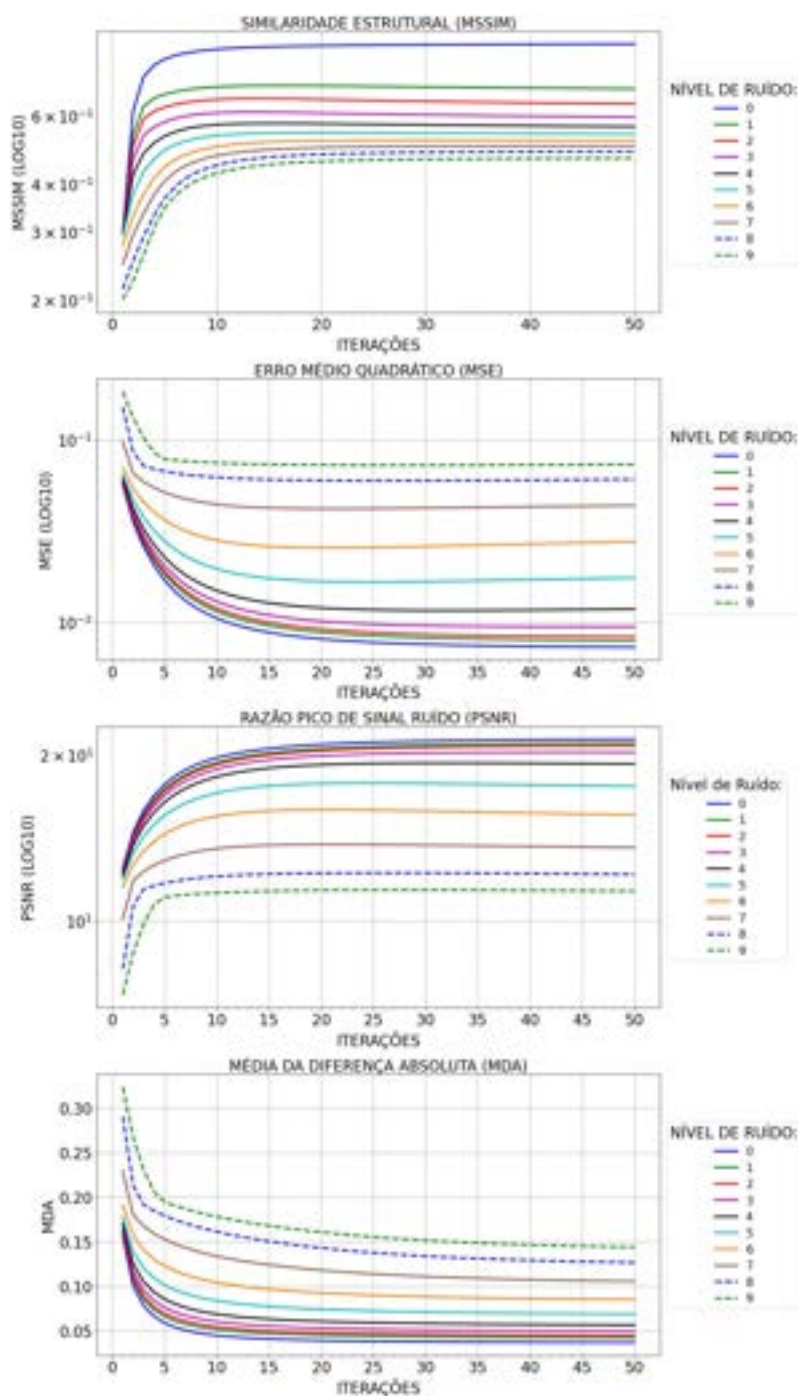 SIMILARIDADE ESTRUTURAL (MSSIM)
MSSIM (LOG10)
6 × 10⁻¹
4 × 10⁻¹
3 × 10⁻¹
2 × 10⁻¹
0 10 20 30 40 50
ITERAÇÕES
NÍVEL DE RUÍDO:
0
1
2
3
4
5
6
7
8
9
ERRO MÉDIO QUADRÁTICO (MSE)
MSE (LOG10)
10⁻¹
10⁻²
0 5 10 15 20 25 30 35 40 45 50
ITERAÇÕES
NÍVEL DE RUÍDO:
0
1
2
3
4
5
6
7
8
9
RAZÃO PICO DE SINAL RUÍDO (PSNR)
PSNR (LOG10)
2 × 10¹
10¹
0 5 10 15 20 25 30 35 40 45 50
ITERAÇÕES
Nível de Ruído:
0
1
2
3
4
5
6
7
8
9
MÉDIA DA DIFERENÇA ABSOLUTA (MDA)
MDA
0.30
0.25
0.20
0.15
0.10
0.05
0 5 10 15 20 25 30 35 40 45 50
ITERAÇÕES
NÍVEL DE RUÍDO:
0
1
2
3
4
5
6
7
8
9